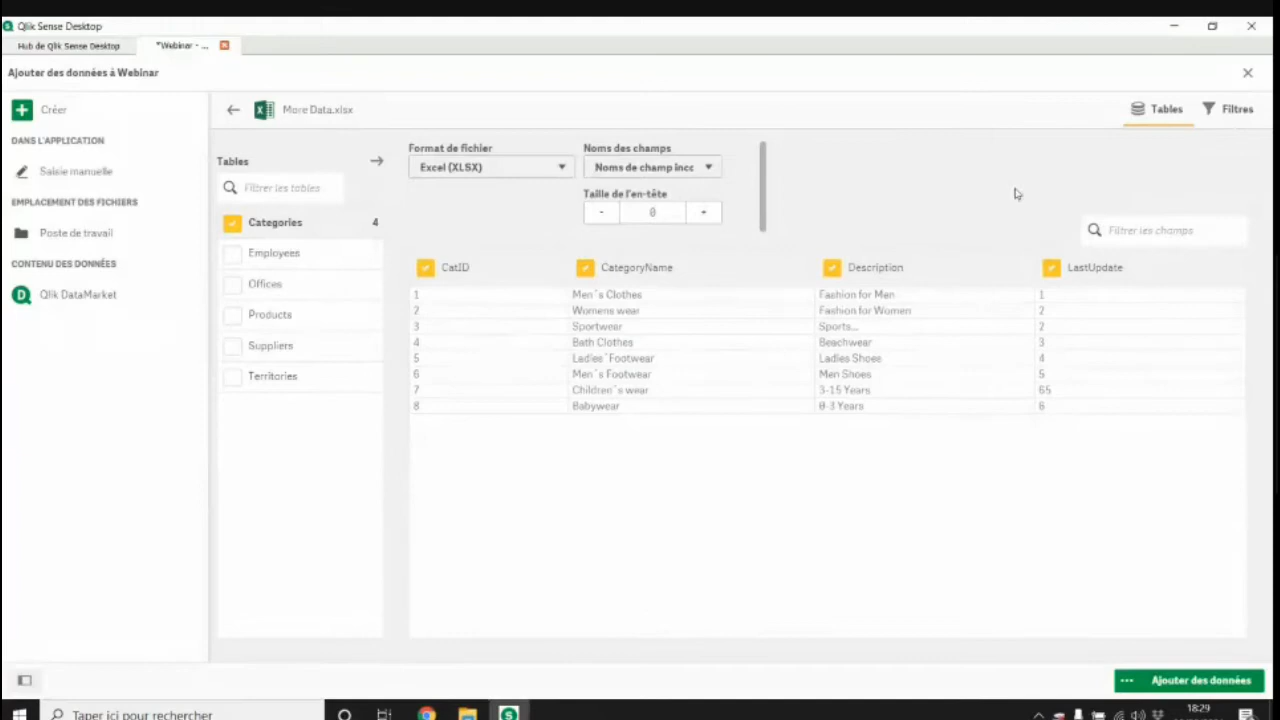 Qlik Sense Desktop
Hub de Qlik Sense Desktop
*Webinar - ...
Ajouter des données à Webinar
Créer
DANS L'APPLICATION
Saisie manuelle
EMPLACEMENT DES FICHIERS
Poste de travail
CONTENU DES DONNÉES
Qlik DataMarket
More Data.xlsx
Tables
Filtres
Tables
Filtrer les tables
Categories 4
Employees
Offices
Products
Suppliers
Territories
Format de fichier
Excel (XLSX)
Noms des champs
Noms de champ incc
Taille de l'en-tête
- 0 +
Filtrer les champs
CatID CategoryName Description LastUpdate
1 Men´s Clothes Fashion for Men 1
2 Womens wear Fashion for Women 2
3 Sportwear Sports... 2
4 Bath Clothes Beachwear 3
5 Ladies´Footwear Ladies Shoes 4
6 Men´s Footwear Men Shoes 5
7 Children´s wear 3-15 Years 65
8 Babywear 0-3 Years 6
Ajouter des données
Taper ici pour rechercher
18:29